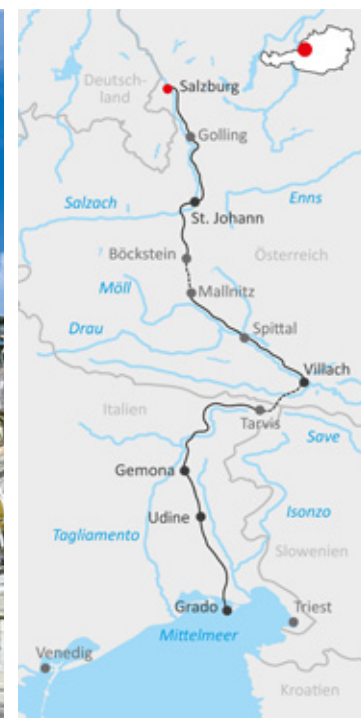 Deutsch-
land
Salzburg
Golling
Salzach
Enns
St. Johann
Böckstein
Österreich
Möll
Mallnitz
Drau
Spittal
Villach
Italien
Tarvis
Save
Gemona
Isonzo
Udine
Tagliamento
Slowenien
Grado
Triest
Mittelmeer
Venedig
Kroatien